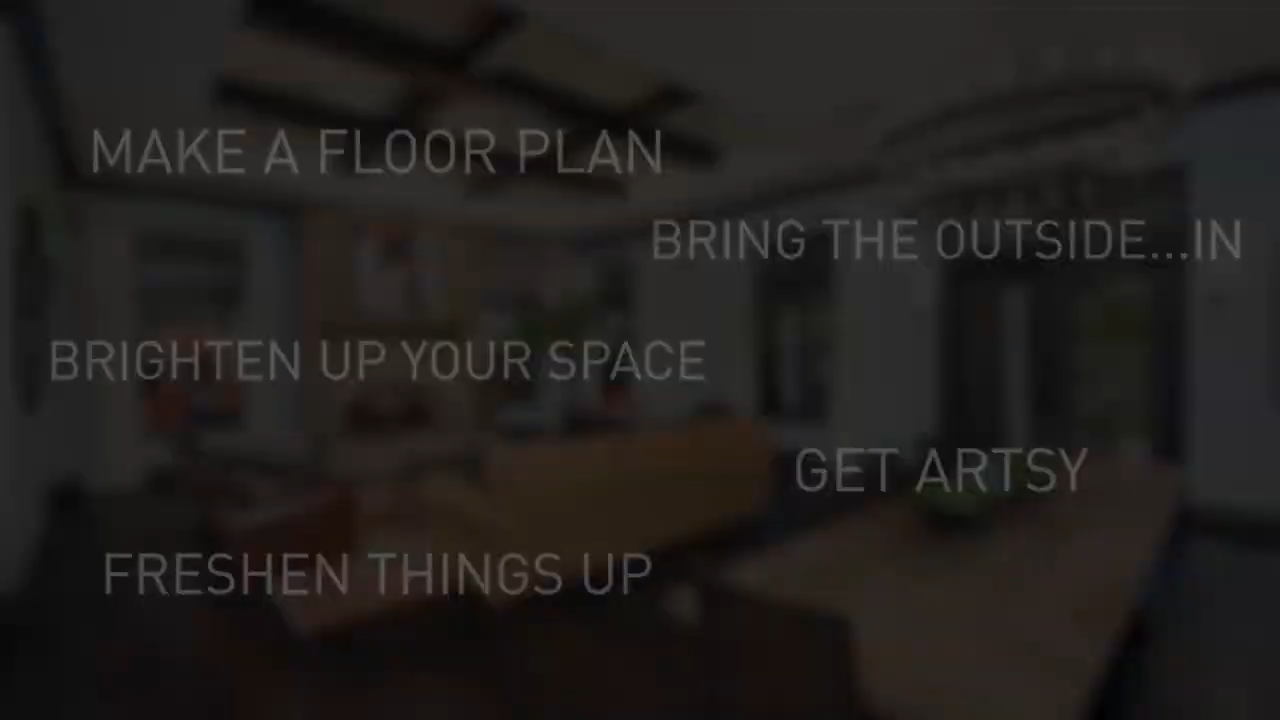 MAKE A FLOOR PLAN
BRING THE OUTSIDE...IN
BRIGHTEN UP YOUR SPACE
GET ARTSY
FRESHEN THINGS UP